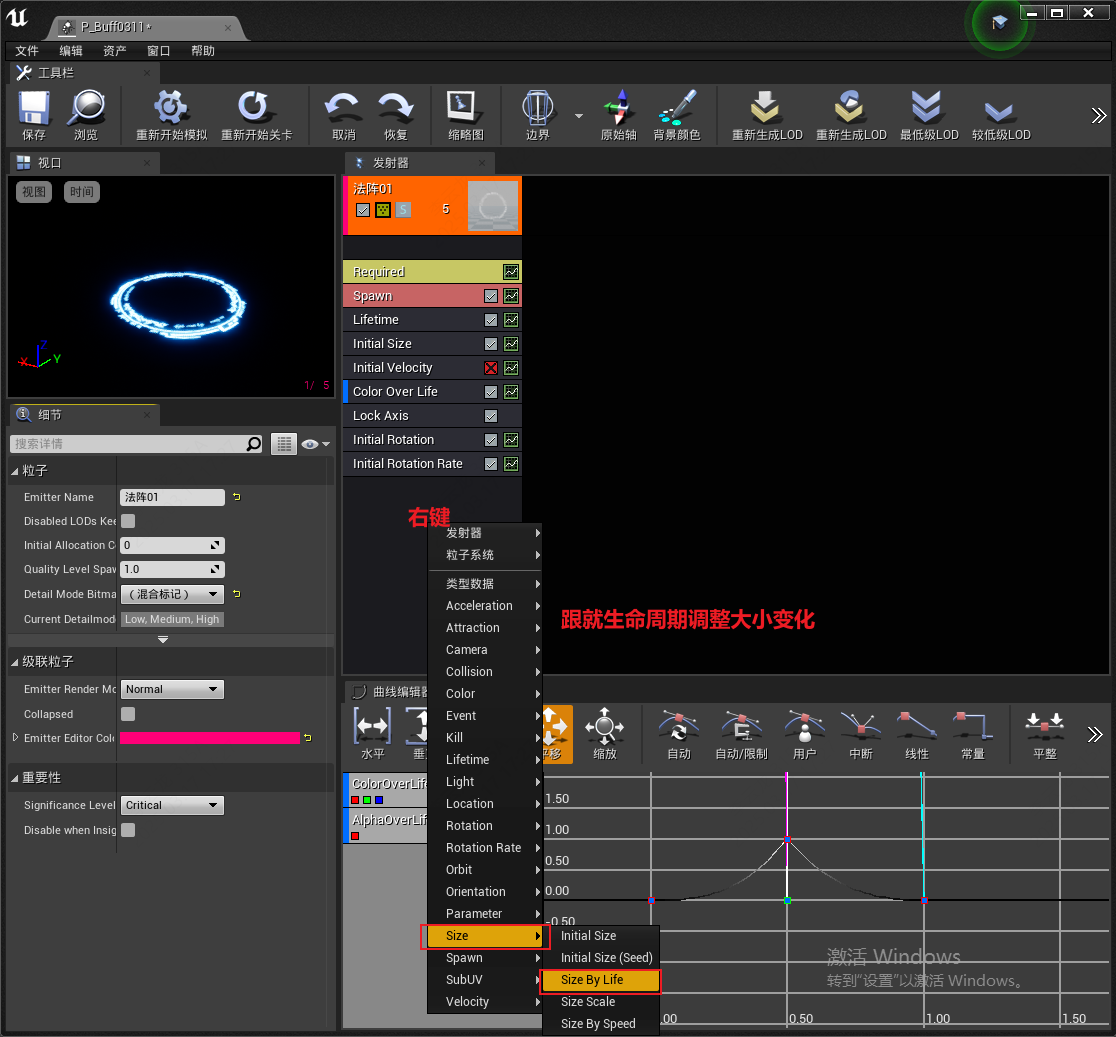 P_Buff0311*
文件 编辑 资产 窗口 帮助
工具栏
保存 浏览 重新开始模拟 重新开始关卡 取消 恢复 缩略图 边界 原始轴 背景颜色 重新生成LOD 重新生成LOD 最低级LOD 较低级LOD
视口
视图 时间
Z
X
Y
1/ 5
发射器
法阵01
S
5
Required
Spawn
Lifetime
Initial Size
Initial Velocity
Color Over Life
Lock Axis
Initial Rotation
Initial Rotation Rate
细节
搜索详情
粒子
Emitter Name 法阵01
Disabled LODs Kee
Initial Allocation C 0
Quality Level Spaw 1.0
Detail Mode Bitma （混合标记）
Current Detailmode Low, Medium, High
级联粒子
Emitter Render Mo Normal
Collapsed
Emitter Editor Colo
重要性
Significance Level Critical
Disable when Insig
右键
发射器
粒子系统
类型数据
Acceleration
Attraction
Camera
Collision
Color
Event
Kill
Lifetime
Light
Location
Rotation
Rotation Rate
Orbit
Orientation
Parameter
Size
Spawn
SubUV
Velocity
Initial Size
Initial Size (Seed)
Size By Life
Size Scale
Size By Speed
跟就生命周期调整大小变化
曲线编辑器
水平 垂 平移 缩放 自动 自动/限制 用户 中断 线性 常量 平整
ColorOverLife
AlphaOverLife
1.50
1.00
0.50
0.00
-0.50
.00 0.50 1.00 1.50
激活 Windows
转到"设置"以激活 Windows。